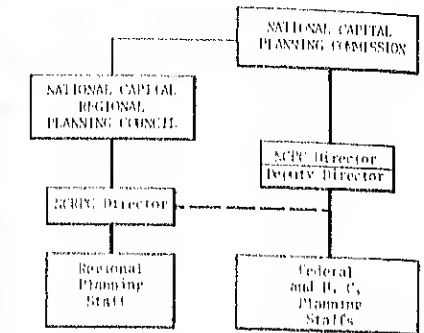 NATIONAL CAPITAL
PLANNING COMMISSION
NATIONAL CAPITAL
REGIONAL
PLANNING COUNCIL
NCPC Director
Deputy Director
NCRPC Director
Regional
Planning
Staff
Federal
and D. C.
Planning
Staffs